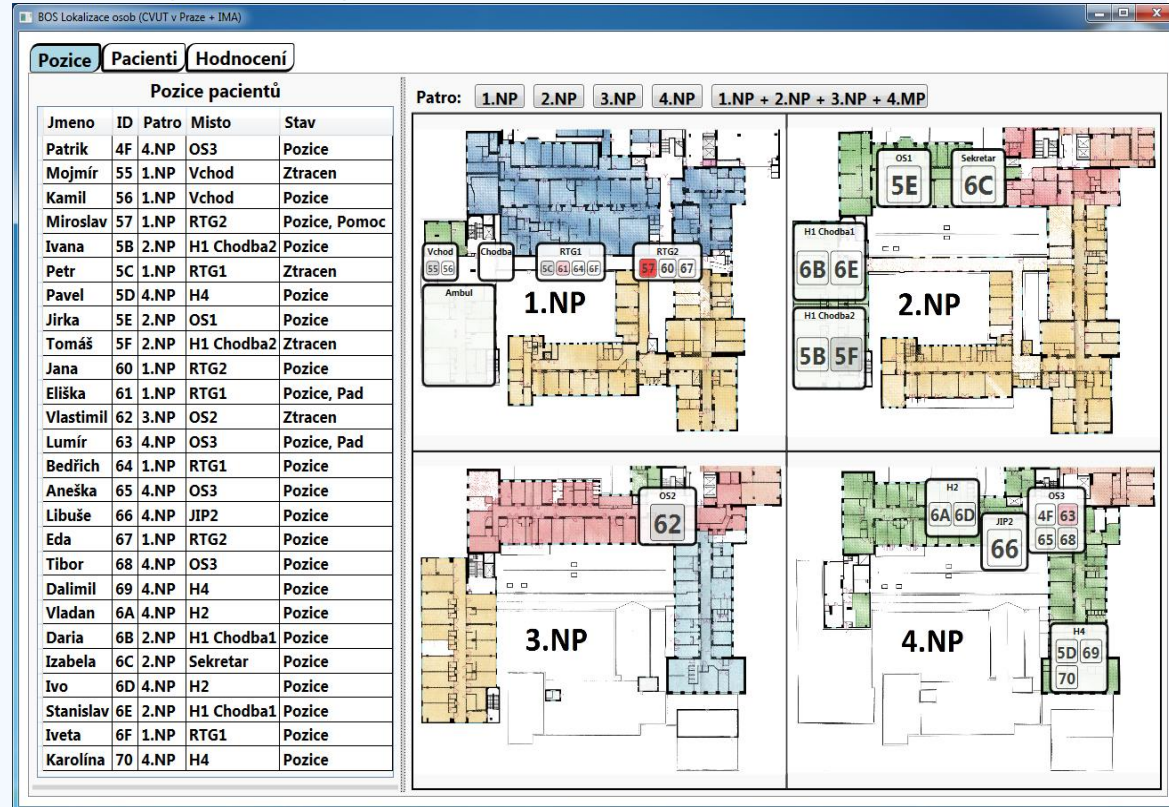 BOS Lokalizace osob (CVUT v Praze + IMA)
Pozice Pacienti Hodnocení
Pozice pacientů
Jmeno ID Patro Misto Stav
Patrik 4F 4.NP OS3 Pozice
Mojmír 55 1.NP Vchod Ztracen
Kamil 56 1.NP Vchod Pozice
Miroslav 57 1.NP RTG2 Pozice, Pomoc
Ivana 5B 2.NP H1 Chodba2 Pozice
Petr 5C 1.NP RTG1 Ztracen
Pavel 5D 4.NP H4 Pozice
Jirka 5E 2.NP OS1 Pozice
Tomáš 5F 2.NP H1 Chodba2 Ztracen
Jana 60 1.NP RTG2 Pozice
Eliška 61 1.NP RTG1 Pozice, Pad
Vlastimil 62 3.NP OS2 Ztracen
Lumír 63 4.NP OS3 Pozice, Pad
Bedřich 64 1.NP RTG1 Pozice
Aneška 65 4.NP OS3 Pozice
Libuše 66 4.NP JIP2 Pozice
Eda 67 1.NP RTG2 Pozice
Tibor 68 4.NP OS3 Pozice
Dalimil 69 4.NP H4 Pozice
Vladan 6A 4.NP H2 Pozice
Daria 6B 2.NP H1 Chodba1 Pozice
Izabela 6C 2.NP Sekretar Pozice
Ivo 6D 4.NP H2 Pozice
Stanislav 6E 2.NP H1 Chodba1 Pozice
Iveta 6F 1.NP RTG1 Pozice
Karolína 70 4.NP H4 Pozice
Patro: 1.NP 2.NP 3.NP 4.NP 1.NP + 2.NP + 3.NP + 4.MP
Vchod Chodba RTG1 RTG2
55 56 5C 61 64 6F 57 60 67
Ambul
1.NP
OS1 Sekretar
5E 6C
H1 Chodba1
6B 6E
H1 Chodba2
5B 5F
2.NP
OS2
62
3.NP
H2
6A 6D
JIP2
66
OS3
4F 63
65 68
H4
5D 69
70
4.NP